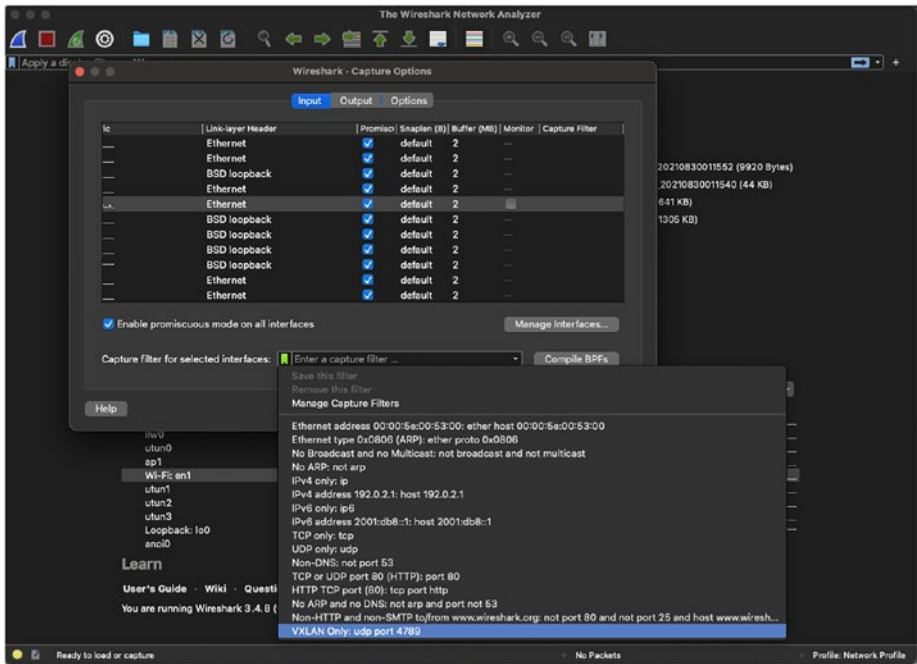 The Wireshark Network Analyzer
Apply a di
+
Wireshark - Capture Options
Input Output Options
ic Link-layer Header Promisc Snaplen (B) Buffer (MB) Monitor Capture Filter
Ethernet default 2 —
Ethernet default 2 —
BSD loopback default 2 —
Ethernet default 2 —
Ethernet default 2
BSD loopback default 2 —
BSD loopback default 2 —
BSD loopback default 2 —
BSD loopback default 2 —
Ethernet default 2 —
Ethernet default 2 —
_20210830011552 (9920 Bytes)
_20210830011540 (44 KB)
641 KB)
1305 KB)
Enable promiscuous mode on all interfaces Manage Interfaces...
Capture filter for selected interfaces: Enter a capture filter ... Compile BPFs
Help
Save this filter
Remove this filter
Manage Capture Filters
Ethernet address 00:00:5e:00:53:00: ether host 00:00:5e:00:53:00
Ethernet type 0x0806 (ARP): ether proto 0x0806
No Broadcast and no Multicast: not broadcast and not multicast
No ARP: not arp
IPv4 only: ip
IPv4 address 192.0.2.1: host 192.0.2.1
IPv6 only: ip6
IPv6 address 2001:db8::1: host 2001:db8::1
TCP only: tcp
UDP only: udp
Non-DNS: not port 53
TCP or UDP port 80 (HTTP): port 80
HTTP TCP port (80): tcp port http
No ARP and no DNS: not arp and port not 53
Non-HTTP and non-SMTP to/from www.wireshark.org: not port 80 and not port 25 and host www.wiresh...
VXLAN Only: udp port 4789
utun0
ap1
Wi-Fi: en1
utun1
utun2
utun3
Loopback: lo0
anpi0
Learn
User's Guide · Wiki · Questi
You are running Wireshark 3.4.8 (
Ready to load or capture No Packets Profile: Network Profile